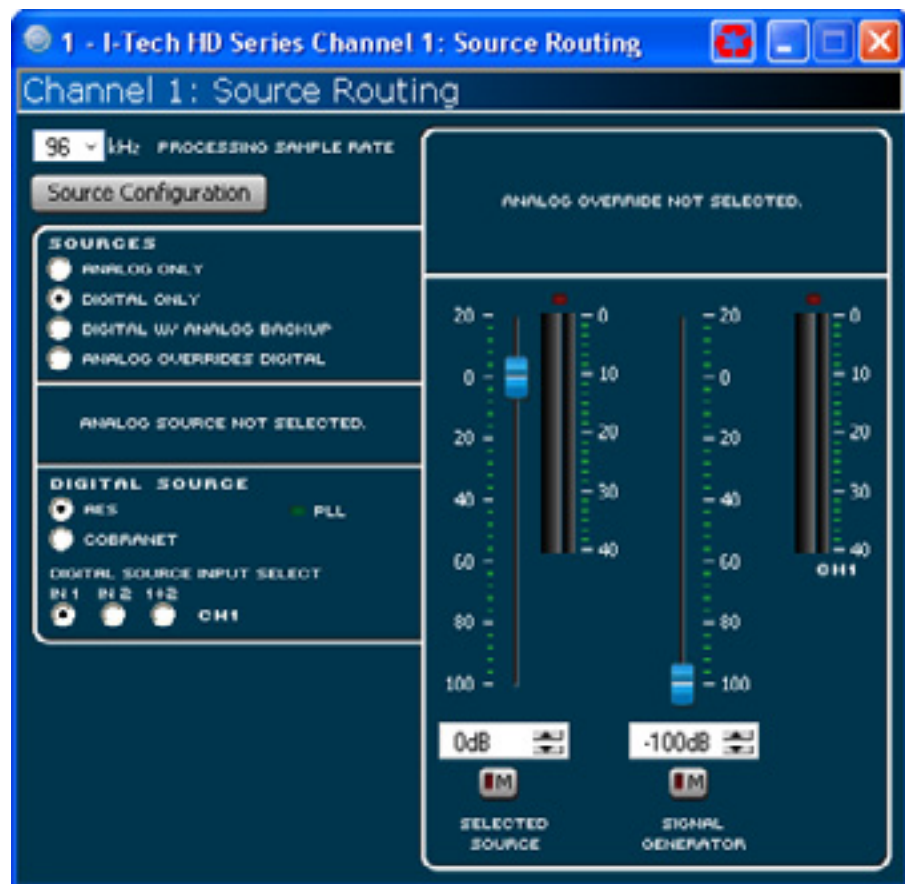 1 - I-Tech HD Series Channel 1: Source Routing
Channel 1: Source Routing
96 kHz PROCESSING SAMPLE RATE
Source Configuration
SOURCES
ANALOG ONLY
DIGITAL ONLY
DIGITAL W/ ANALOG BACKUP
ANALOG OVERRIDES DIGITAL
ANALOG SOURCE NOT SELECTED.
DIGITAL SOURCE
AES PLL
COBRANET
DIGITAL SOURCE INPUT SELECT
IN 1 IN 2 1+2
CH1
ANALOG OVERRIDE NOT SELECTED.
20 0 20 0
0 10 0 10
20 20 20 20
40 30 40 30
60 40 60 40
CH1
80 80
100 100
0dB -100dB
M M
SELECTED SIGNAL
SOURCE GENERATOR